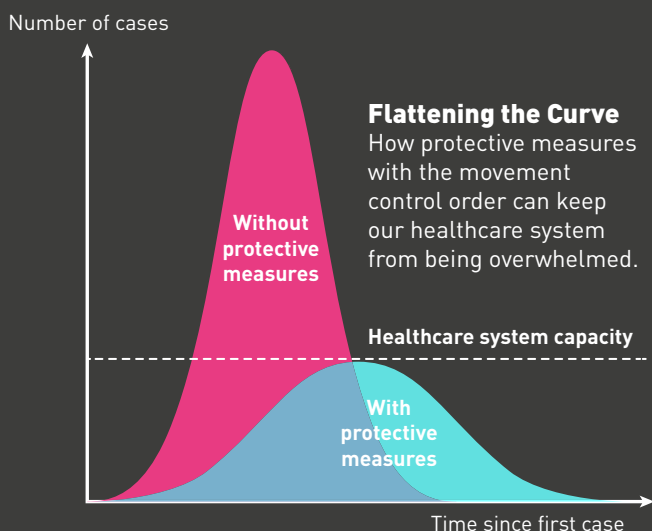 Number of cases
Flattening the Curve
How protective measures
with the movement
control order can keep
our healthcare system
from being overwhelmed.
Without
protective
measures
Healthcare system capacity
With
protective
measures
Time since first case